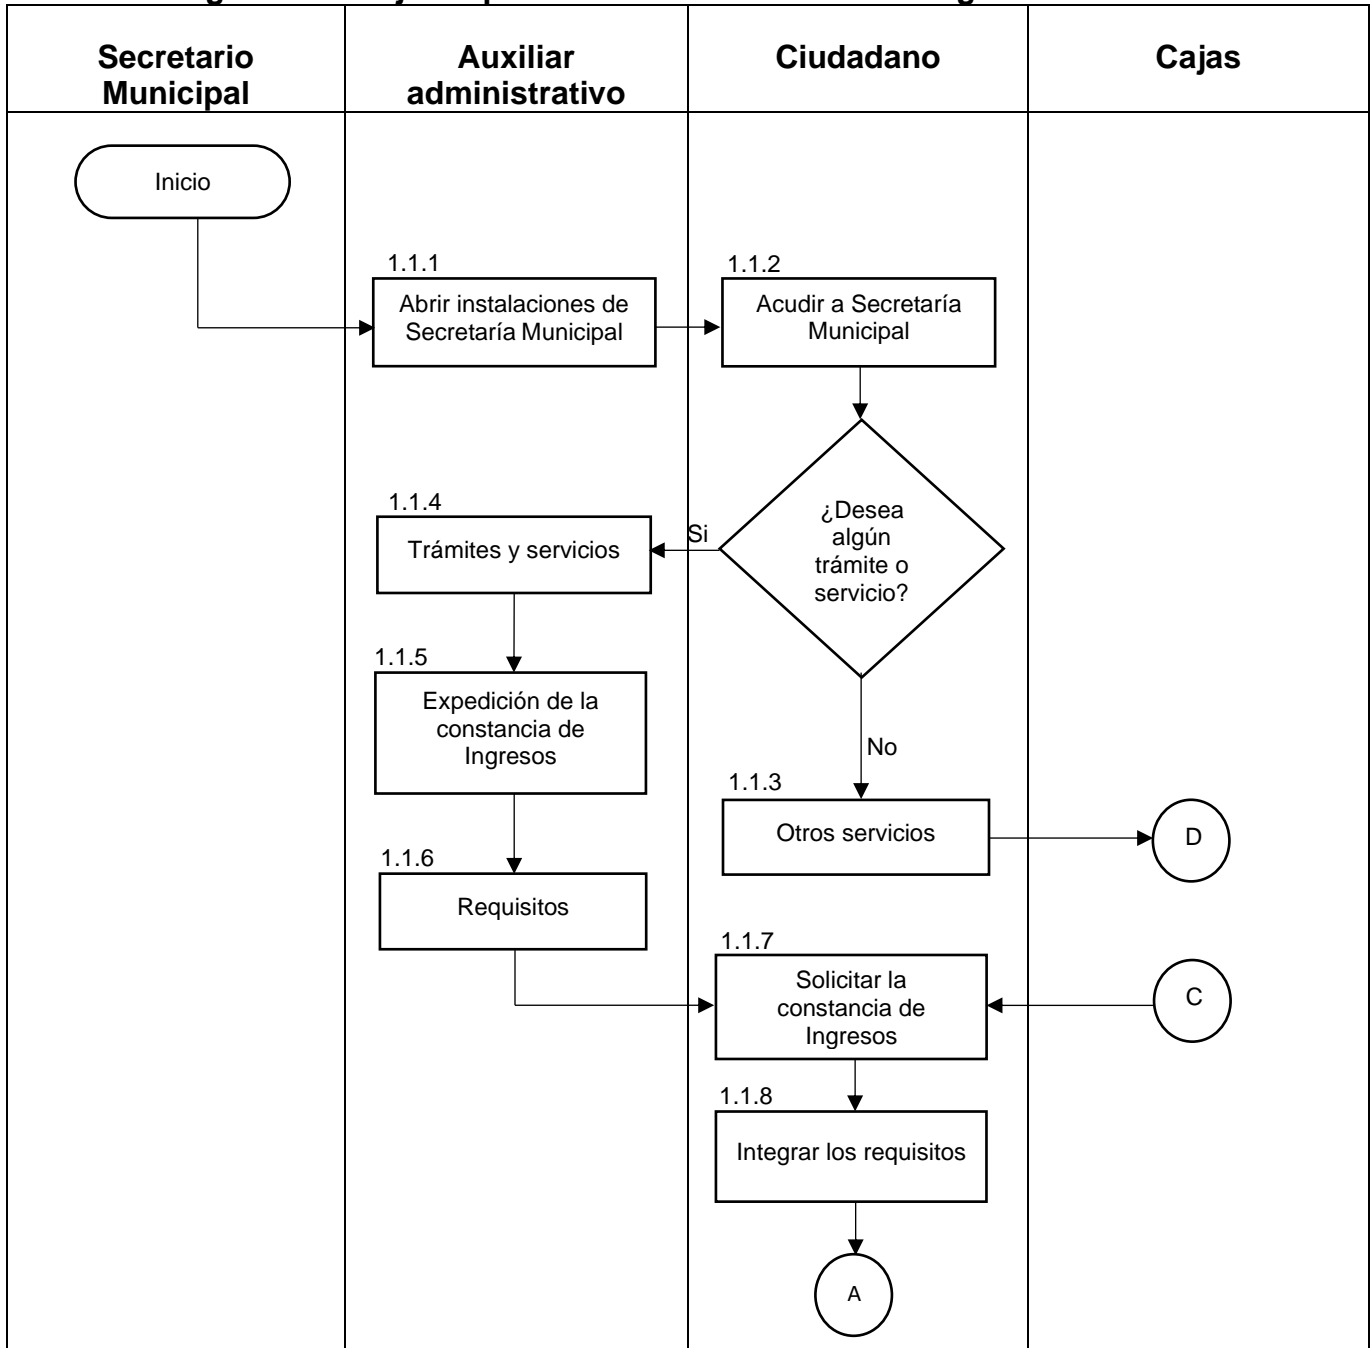 Secretario
Municipal
Auxiliar
administrativo
Ciudadano
Cajas
Inicio
1.1.1
Abrir instalaciones de
Secretaría Municipal
1.1.2
Acudir a Secretaría
Municipal
¿Desea
algún
trámite o
servicio?
Si
1.1.4
Trámites y servicios
1.1.5
Expedición de la
constancia de
Ingresos
No
1.1.3
Otros servicios
D
1.1.6
Requisitos
1.1.7
Solicitar la
constancia de
Ingresos
C
1.1.8
Integrar los requisitos
A